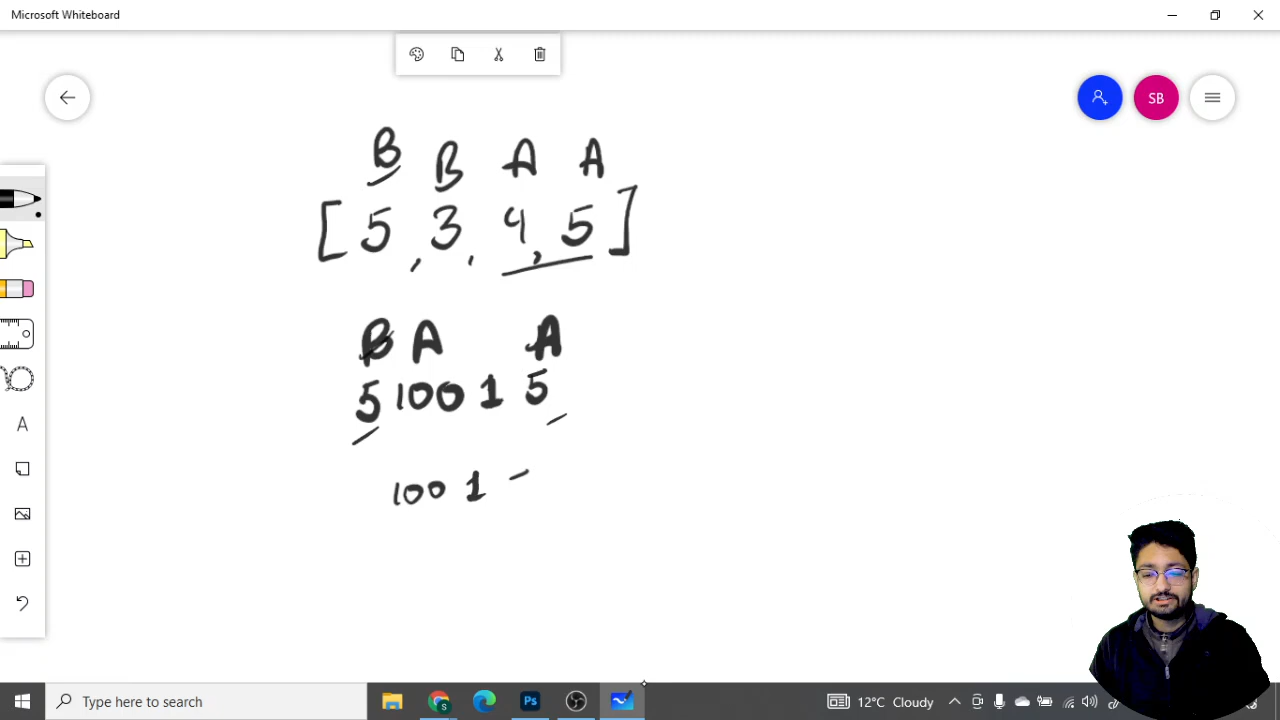 Microsoft Whiteboard
SB
B B A A
[ 5 , 3 , 4 , 5 ]
B A A
5 100 1 5
100 1
A
Type here to search
12°C Cloudy